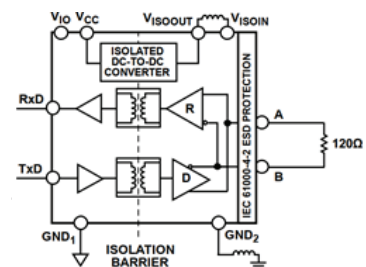 VIO VCC VISOOUT VISOIN
ISOLATED
DC-TO-DC
CONVERTER
RxD
R
TxD
D
IEC 61000-4-2 ESD PROTECTION
A
B
120Ω
GND1
GND2
ISOLATION
BARRIER